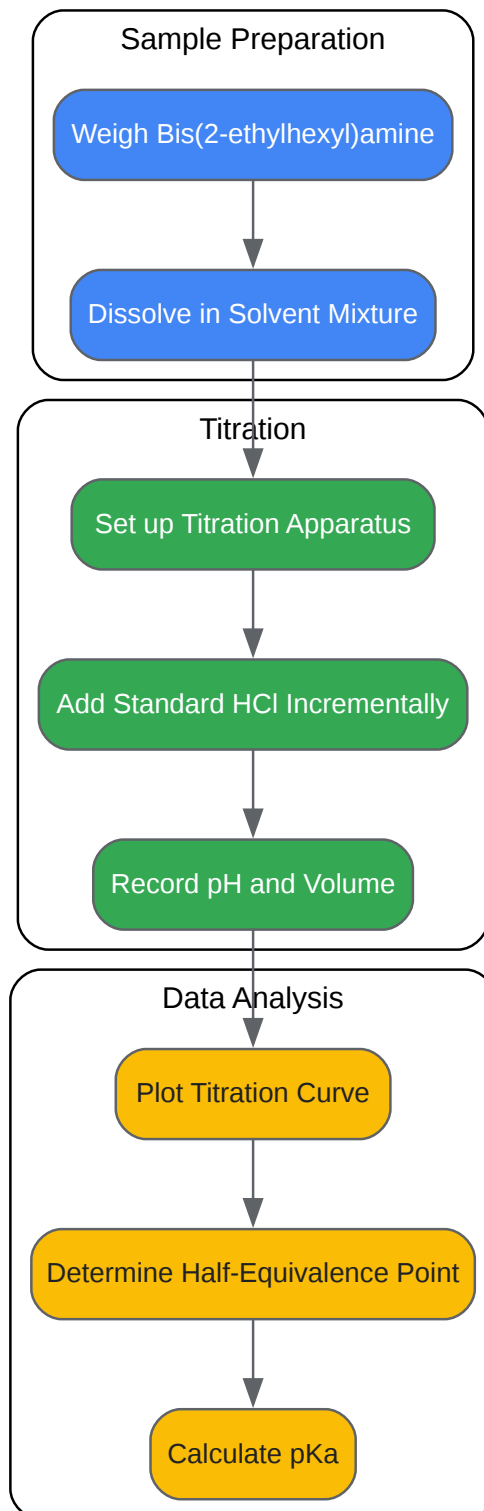 Sample Preparation
Weigh Bis(2-ethylhexyl)amine
Dissolve in Solvent Mixture
Titration
Set up Titration Apparatus
Add Standard HCl Incrementally
Record pH and Volume
Data Analysis
Plot Titration Curve
Determine Half-Equivalence Point
Calculate pKa